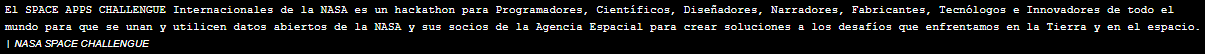 El SPACE APPS CHALLENGUE Internacionales de la NASA es un hackathon para Programadores, Científicos, Diseñadores, Narradores, Fabricantes, Tecnólogos e Innovadores de todo el
mundo para que se unan y utilicen datos abiertos de la NASA y sus socios de la Agencia Espacial para crear soluciones a los desafíos que enfrentamos en la Tierra y en el espacio.
| NASA SPACE CHALLENGUE